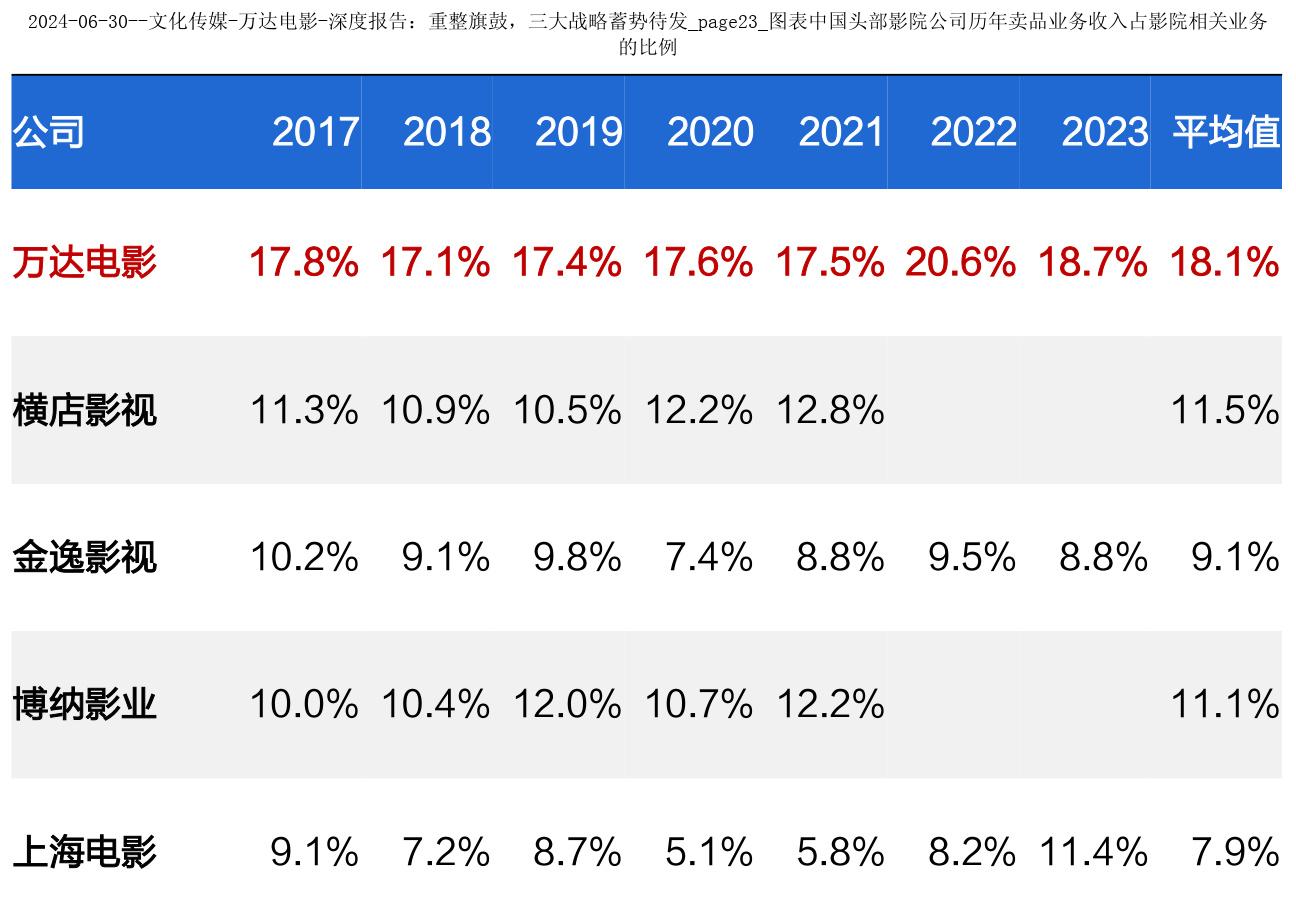 2024-06-30--文化传媒-万达电影-深度报告：重整旗鼓，三大战略蓄势待发_page23_图表中国头部影院公司历年卖品业务收入占影院相关业务
的比例
公司 2017 2018 2019 2020 2021 2022 2023 平均值
万达电影 17.8% 17.1% 17.4% 17.6% 17.5% 20.6% 18.7% 18.1%
横店影视 11.3% 10.9% 10.5% 12.2% 12.8% 11.5%
金逸影视 10.2% 9.1% 9.8% 7.4% 8.8% 9.5% 8.8% 9.1%
博纳影业 10.0% 10.4% 12.0% 10.7% 12.2% 11.1%
上海电影 9.1% 7.2% 8.7% 5.1% 5.8% 8.2% 11.4% 7.9%